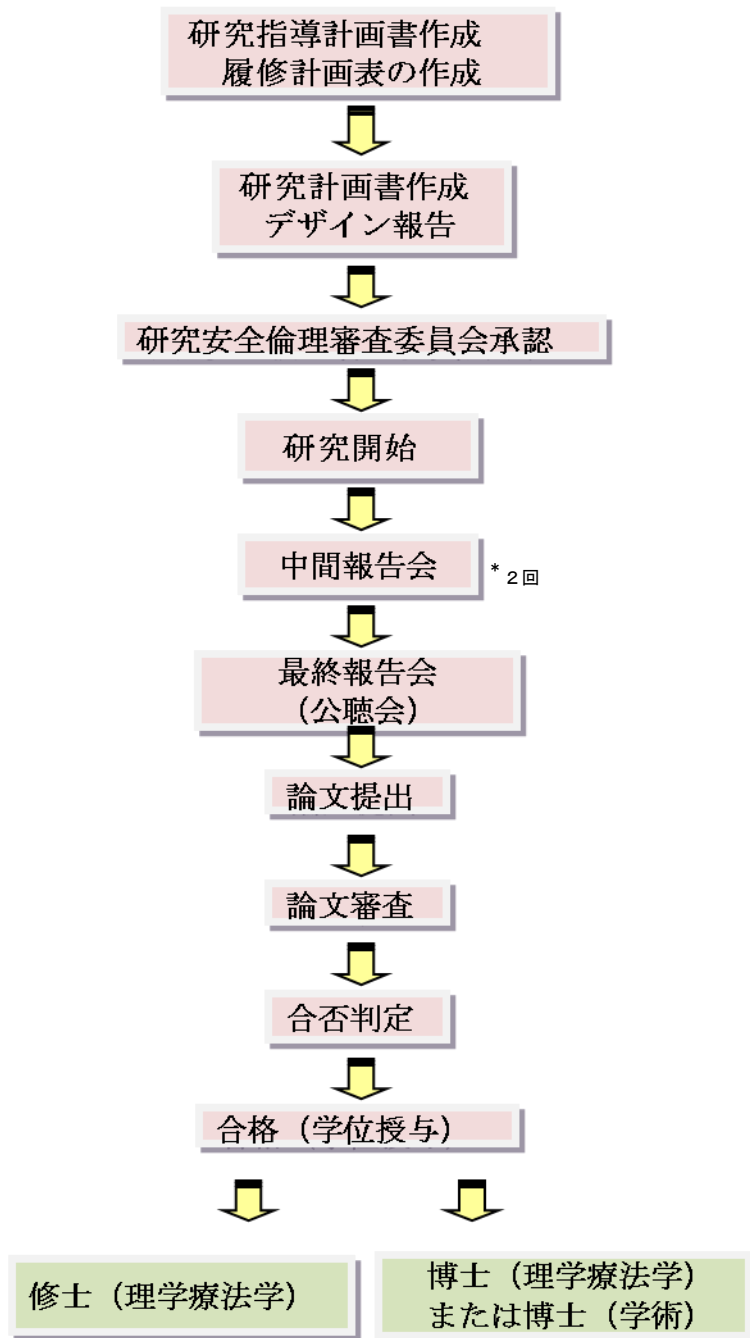 研究指導計画書作成
履修計画表の作成
研究計画書作成
デザイン報告
研究安全倫理審査委員会承認
研究開始
中間報告会
* 2回
最終報告会
(公聴会)
論文提出
論文審査
合否判定
合格（学位授与）
修士（理学療法学）
博士（理学療法学）
または博士（学術）